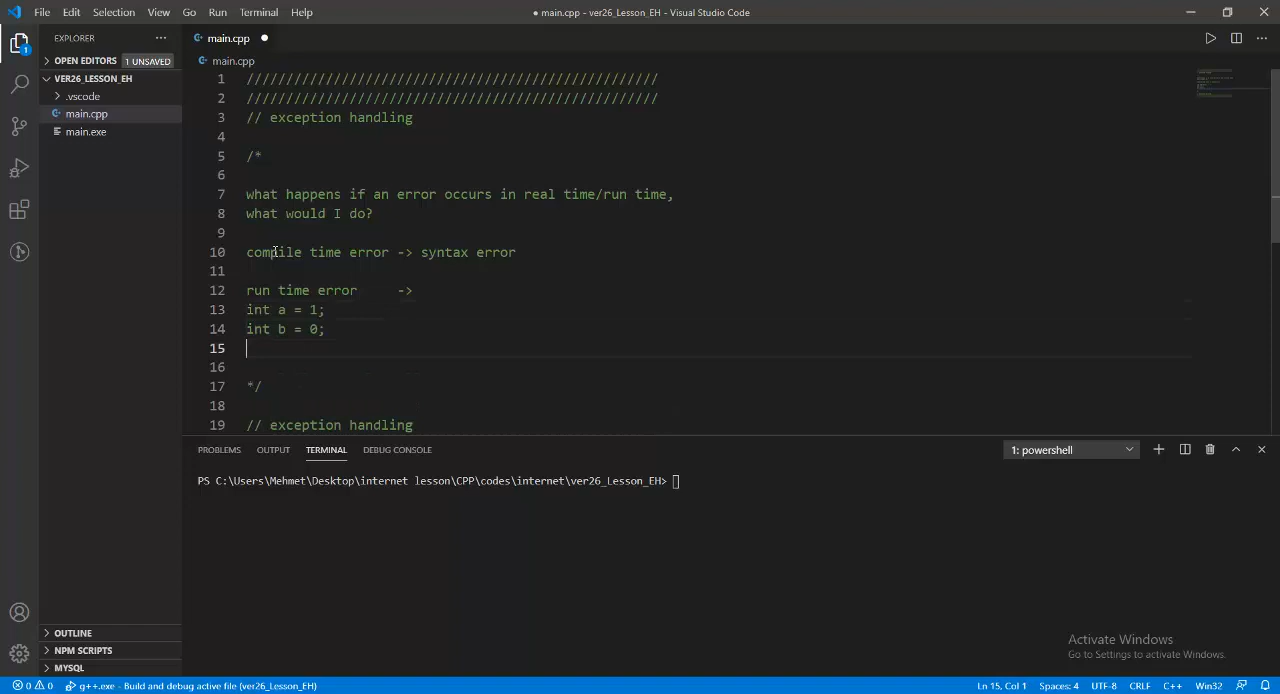 File Edit Selection View Go Run Terminal Help
● main.cpp - ver26_Lesson_EH - Visual Studio Code
EXPLORER
main.cpp
OPEN EDITORS 1 UNSAVED
main.cpp
VER26_LESSON_EH
.vscode
main.cpp
main.exe
1 /////////////////////////////////////////////////////
2 /////////////////////////////////////////////////////
3 // exception handling
4
5 /*
6
7 what happens if an error occurs in real time/run time,
8 what would I do?
9
10 compile time error -> syntax error
11
12 run time error     ->
13 int a = 1;
14 int b = 0;
15
16
17 */
18
19 // exception handling
PROBLEMS OUTPUT TERMINAL DEBUG CONSOLE
1: powershell
PS C:\Users\Mehmet\Desktop\internet lesson\CPP\codes\internet\ver26_Lesson_EH>
OUTLINE
NPM SCRIPTS
MYSQL
Activate Windows
Go to Settings to activate Windows.
0 0 g++.exe - Build and debug active file (ver26_Lesson_EH)
Ln 15, Col 1 Spaces: 4 UTF-8 CRLF C++ Win32